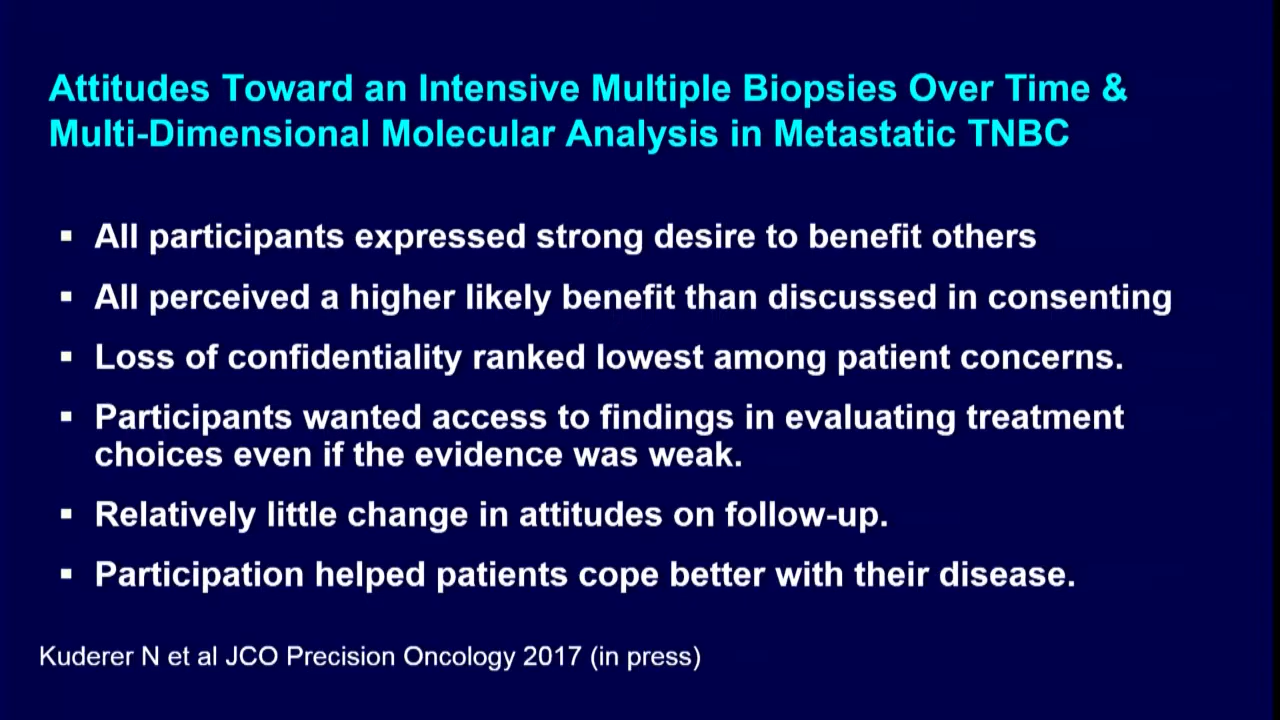 Attitudes Toward an Intensive Multiple Biopsies Over Time &
Multi-Dimensional Molecular Analysis in Metastatic TNBC
▪ All participants expressed strong desire to benefit others
▪ All perceived a higher likely benefit than discussed in consenting
▪ Loss of confidentiality ranked lowest among patient concerns.
▪ Participants wanted access to findings in evaluating treatment
choices even if the evidence was weak.
▪ Relatively little change in attitudes on follow-up.
▪ Participation helped patients cope better with their disease.
Kuderer N et al JCO Precision Oncology 2017 (in press)